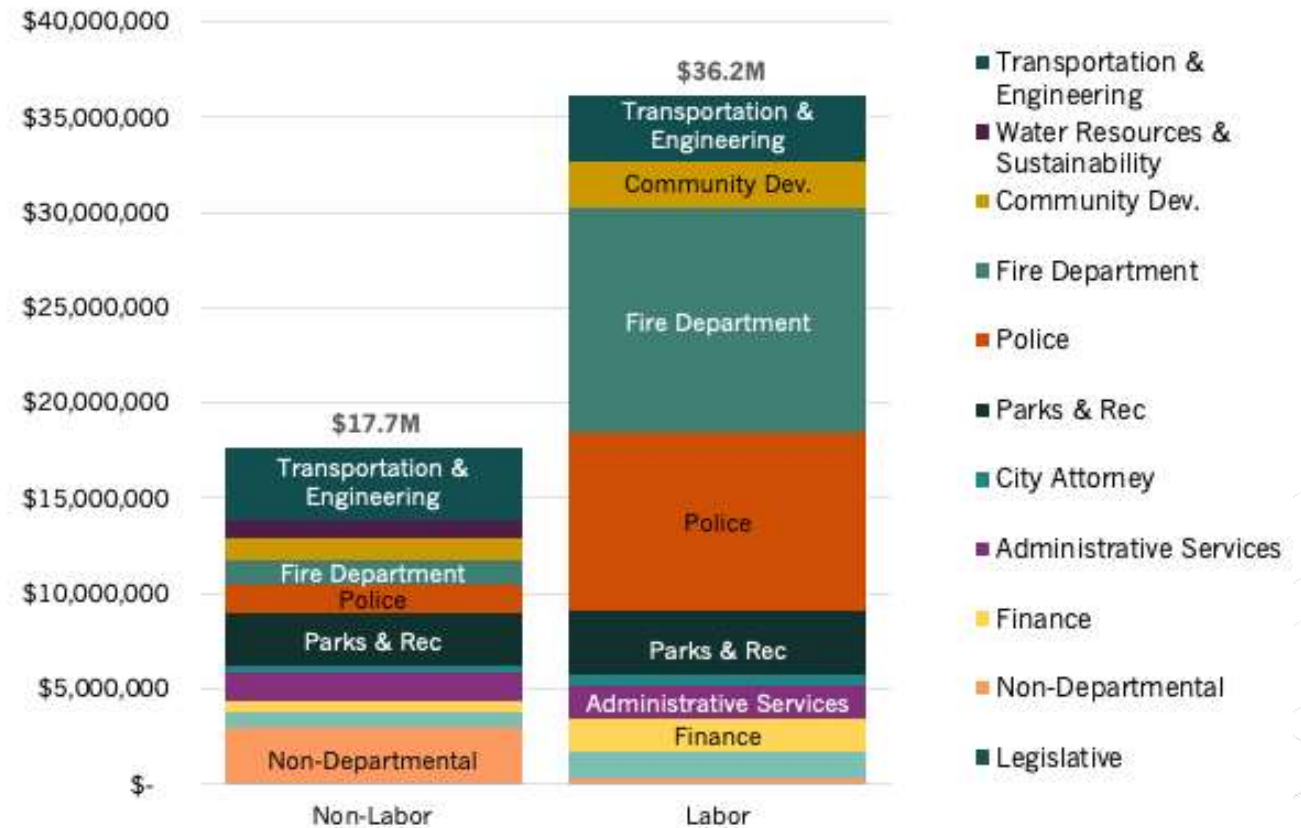 $40,000,000
$35,000,000
$30,000,000
$25,000,000
$20,000,000
$15,000,000
$10,000,000
$5,000,000
$-
$17.7M
Transportation &
Engineering
Fire Department
Police
Parks & Rec
Non-Departmental
Non-Labor
$36.2M
Transportation &
Engineering
Community Dev.
Fire Department
Police
Parks & Rec
Administrative Services
Finance
Labor
Transportation &
Engineering
Water Resources &
Sustainability
Community Dev.
Fire Department
Police
Parks & Rec
City Attorney
Administrative Services
Finance
Non-Departmental
Legislative